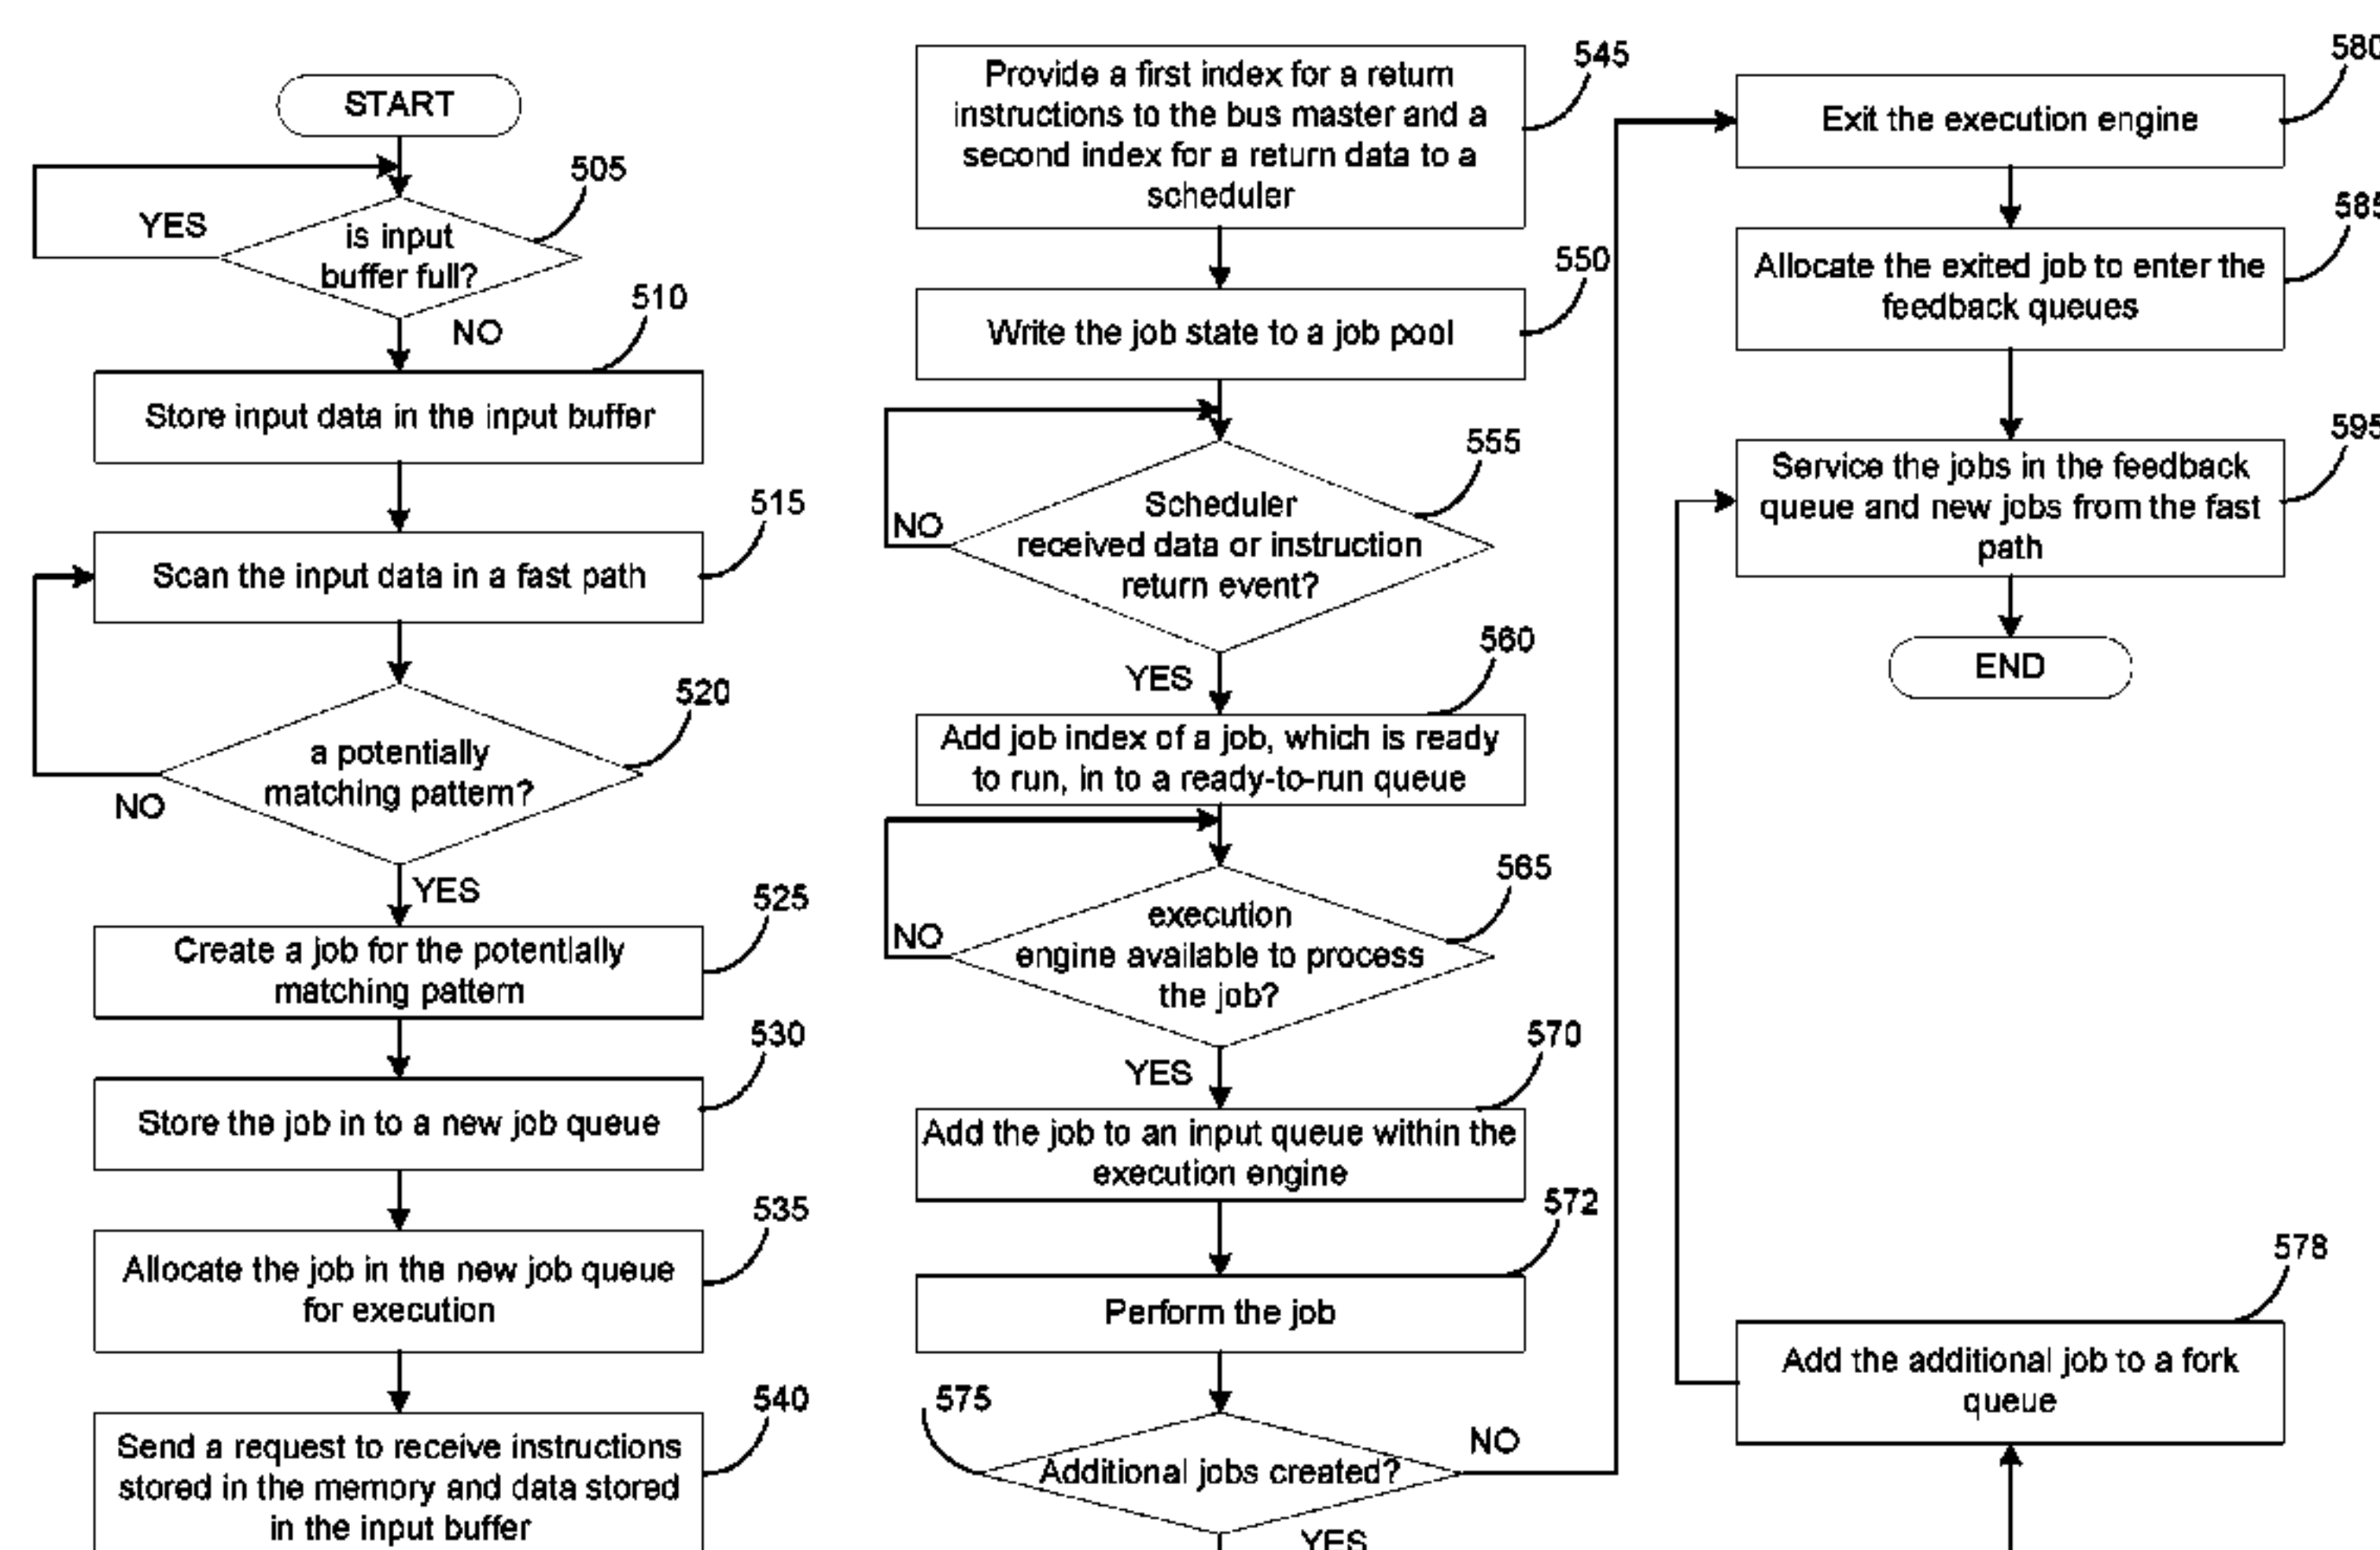 START
505
YES
is input
buffer full?
NO
510
Store input data in the input buffer
515
Scan the input data in a fast path
520
a potentially
matching pattern?
NO
YES
525
Create a job for the potentially
matching pattern
530
Store the job in to a new job queue
535
Allocate the job in the new job queue
for execution
540
Send a request to receive instructions
stored in the memory and data stored
in the input buffer
545
Provide a first index for a return
instructions to the bus master and a
second index for a return data to a
scheduler
550
Write the job state to a job pool
555
Scheduler
received data or instruction
return event?
NO
YES
560
Add job index of a job, which is ready
to run, in to a ready-to-run queue
565
execution
engine available to process
the job?
NO
YES
570
Add the job to an input queue within the
execution engine
572
Perform the job
575
Additional jobs created?
NO
YES
580
Exit the execution engine
585
Allocate the exited job to enter the
feedback queues
595
Service the jobs in the feedback
queue and new jobs from the fast
path
END
578
Add the additional job to a fork
queue